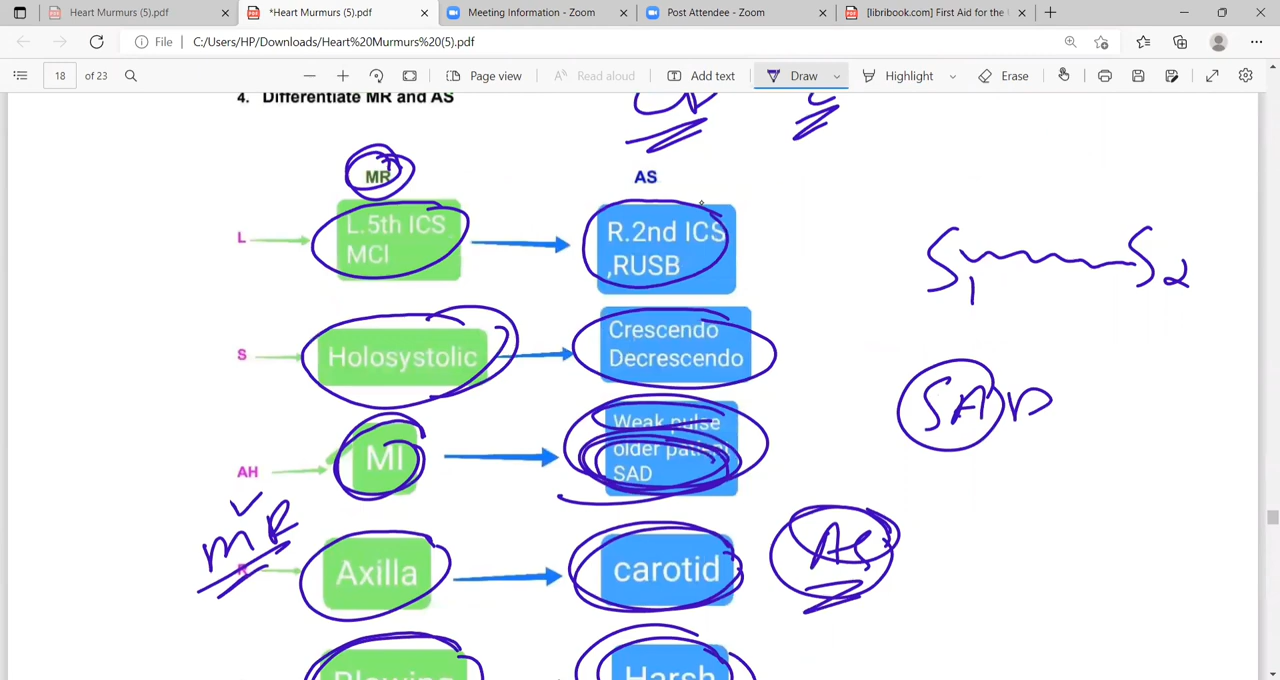 Heart Murmurs (5).pdf
*Heart Murmurs (5).pdf
Meeting Information - Zoom
Post Attendee - Zoom
[libribook.com] First Aid for the
File
C:/Users/HP/Downloads/Heart%20Murmurs%20(5).pdf
18 of 23
Page view
Read aloud
Add text
Draw
Highlight
Erase
4. Differentiate MR and AS
MR
AS
L
L.5th ICS
MCl
R.2nd ICS
,RUSB
S1 S2
S
Holosystolic
Crescendo
Decrescendo
SAD
AH
MI
Weak pulse
older patient
SAD
MR
R
Axilla
carotid
AS
Blowing
Harsh